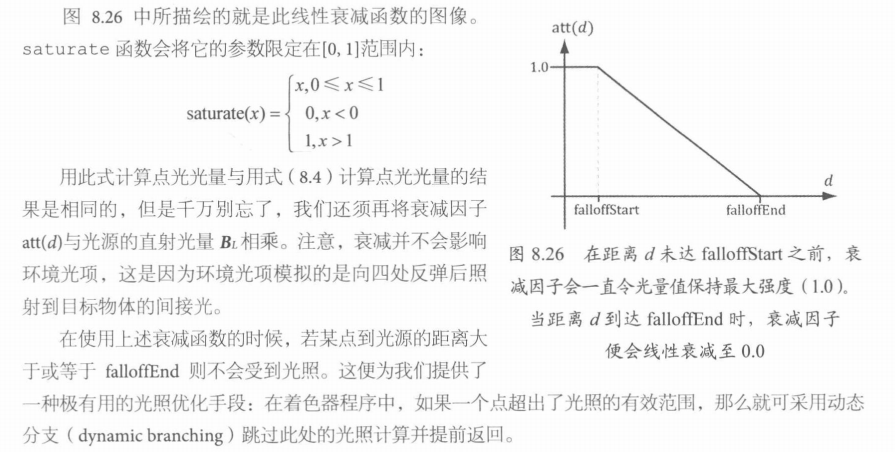 图 8.26 中所描绘的就是此线性衰减函数的图像。
saturate 函数会将它的参数限定在[0, 1]范围内：
saturate(x) = { x, 0 ⩽ x ⩽ 1
0, x < 0
1, x > 1
用此式计算点光光量与用式（8.4）计算点光光量的结
果是相同的，但是千万别忘了，我们还须再将衰减因子
att(d)与光源的直射光量 BL 相乘。注意，衰减并不会影响
环境光项，这是因为环境光项模拟的是向四处反弹后照
射到目标物体的间接光。
在使用上述衰减函数的时候，若某点到光源的距离大
于或等于 falloffEnd 则不会受到光照。这便为我们提供了
一种极有用的光照优化手段：在着色器程序中，如果一个点超出了光照的有效范围，那么就可采用动态
分支（dynamic branching）跳过此处的光照计算并提前返回。
att(d)
1.0
d
falloffStart
falloffEnd
图 8.26 在距离 d 未达 falloffStart 之前，衰
减因子会一直令光量值保持最大强度（1.0）。
当距离 d 到达 falloffEnd 时，衰减因子
便会线性衰减至 0.0